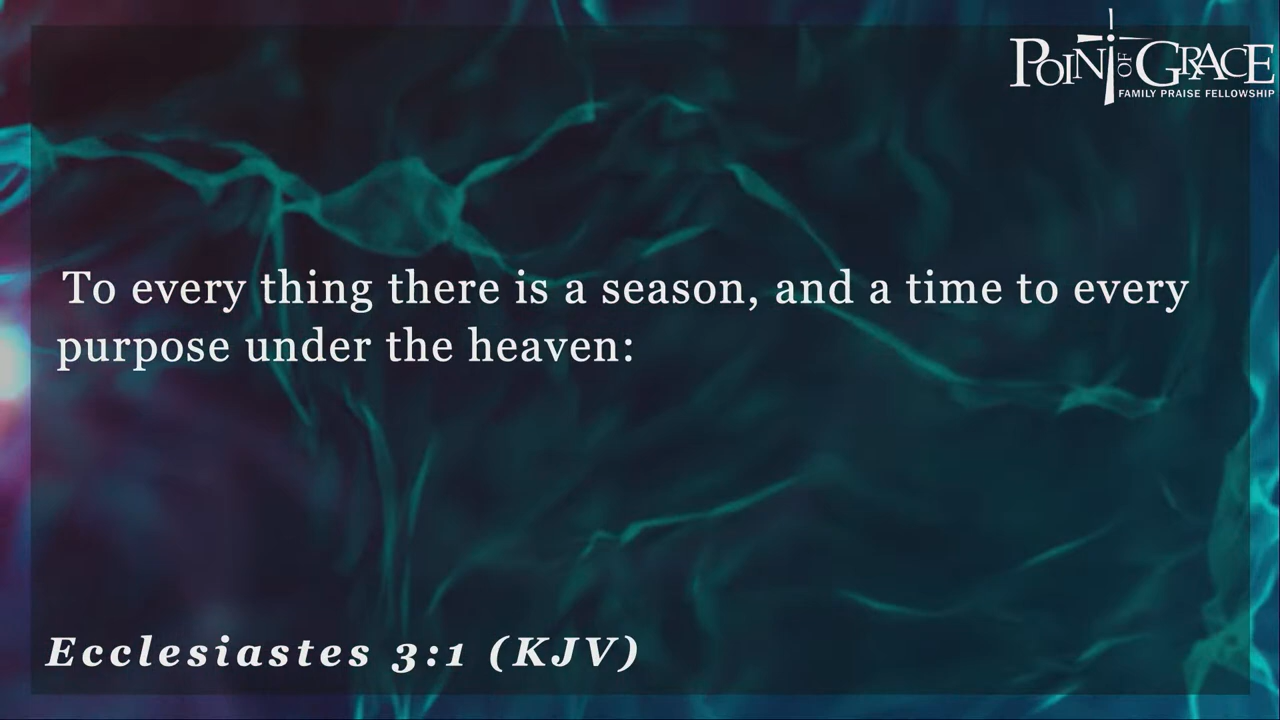 POINT OF GRACE
FAMILY PRAISE FELLOWSHIP
To every thing there is a season, and a time to every
purpose under the heaven:
Ecclesiastes 3:1 (KJV)